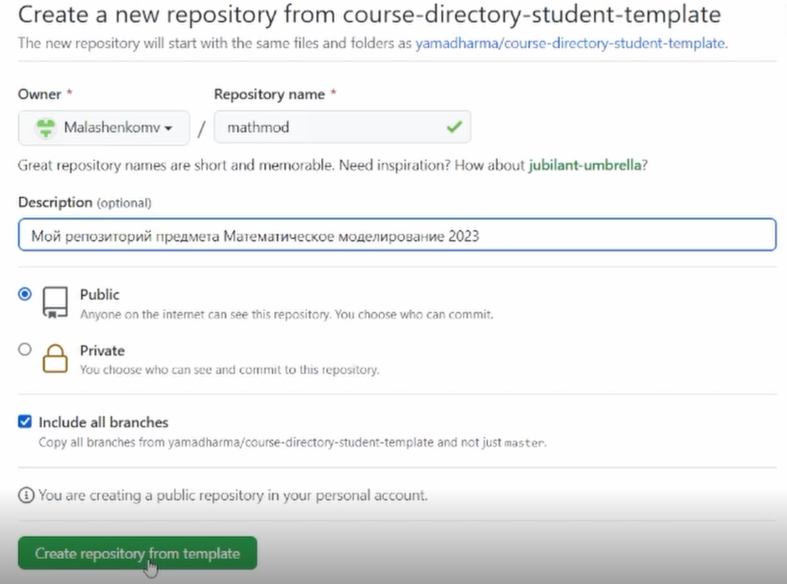 Create a new repository from course-directory-student-template
The new repository will start with the same files and folders as yamadharma/course-directory-student-template.
Owner * Repository name *
Malashenkomv / mathmod
Great repository names are short and memorable. Need inspiration? How about jubilant-umbrella?
Description (optional)
Мой репозиторий предмета Математическое моделирование 2023
Public
Anyone on the internet can see this repository. You choose who can commit.
Private
You choose who can see and commit to this repository.
Include all branches
Copy all branches from yamadharma/course-directory-student-template and not just master.
You are creating a public repository in your personal account.
Create repository from template